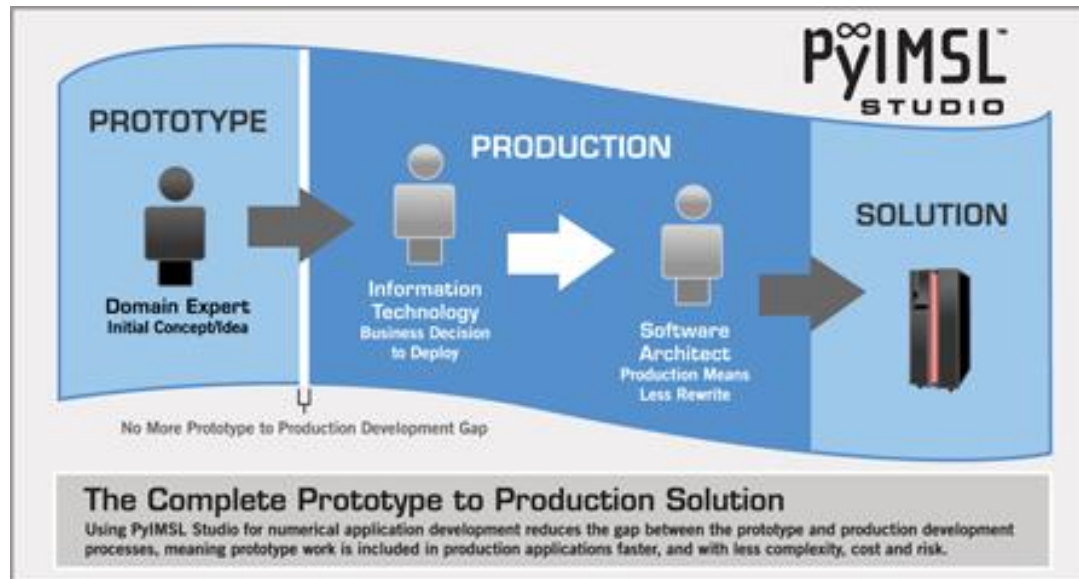 PyIMSL™
STUDIO
PROTOTYPE
Domain Expert
Initial Concept/Idea
PRODUCTION
Information
Technology
Business Decision
to Deploy
Software
Architect
Production Means
Less Rewrite
SOLUTION
No More Prototype to Production Development Gap
The Complete Prototype to Production Solution
Using PyIMSL Studio for numerical application development reduces the gap between the prototype and production development
processes, meaning prototype work is included in production applications faster, and with less complexity, cost and risk.